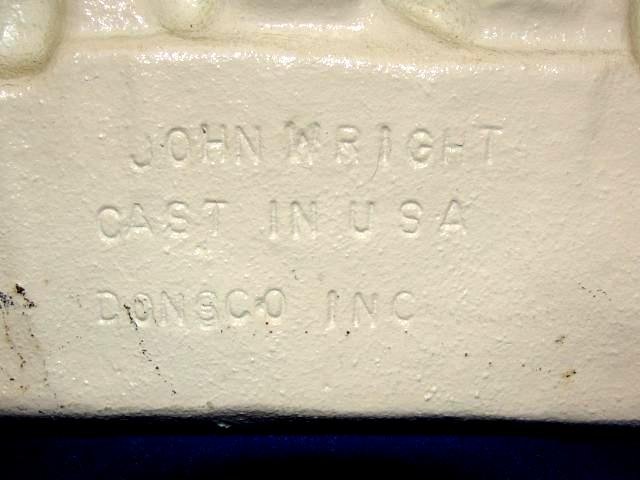 JOHN WRIGHT
CAST IN USA
DONSCO INC